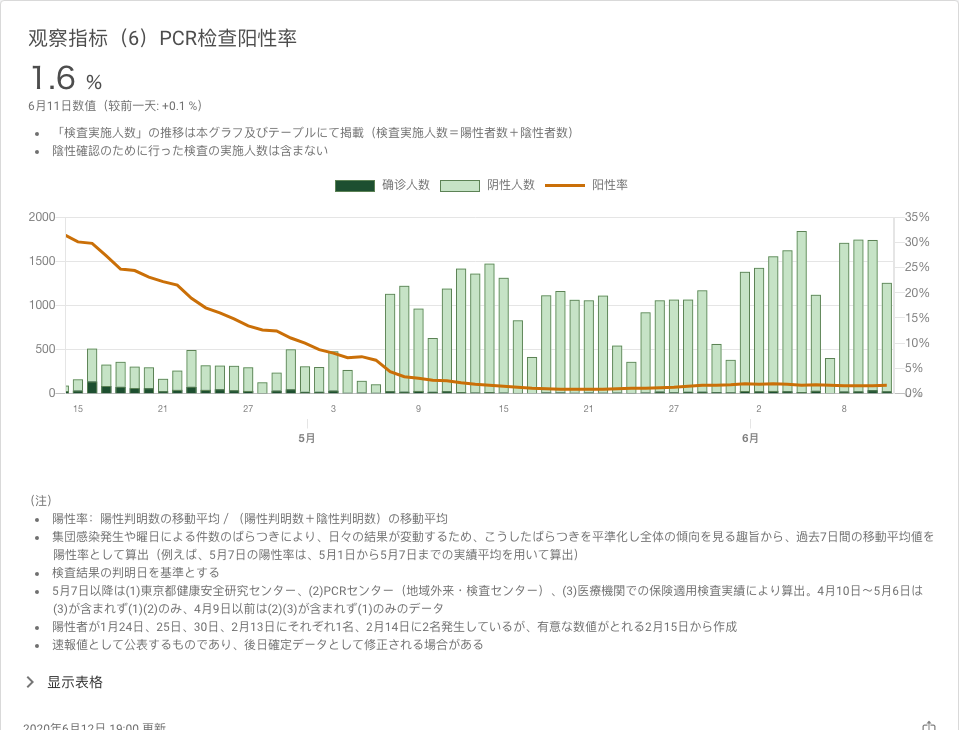 观察指标（6）PCR检查阳性率
1.6 %
6月11日数值（较前一天: +0.1 %）
• 「検査実施人数」の推移は本グラフ及びテーブルにて掲載（検査実施人数＝陽性者数＋陰性者数）
• 陰性確認のために行った検査の実施人数は含まない
确诊人数 阴性人数 阳性率
2000 35%
30%
1500
25%
20%
1000
15%
10%
500
5%
0 0%
15 21 27 3 9 15 21 27 2 8
5月 6月
（注）
• 陽性率：陽性判明数の移動平均 / （陽性判明数＋陰性判明数）の移動平均
• 集団感染発生や曜日による件数のばらつきにより、日々の結果が変動するため、こうしたばらつきを平準化し全体の傾向を見る趣旨から、過去7日間の移動平均値を
陽性率として算出（例えば、5月7日の陽性率は、5月1日から5月7日までの実績平均を用いて算出）
• 検査結果の判明日を基準とする
• 5月7日以降は(1)東京都健康安全研究センター、(2)PCRセンター（地域外来・検査センター）、(3)医療機関での保険適用検査実績により算出。4月10日～5月6日は
(3)が含まれず(1)(2)のみ、4月9日以前は(2)(3)が含まれず(1)のみのデータ
• 陽性者が1月24日、25日、30日、2月13日にそれぞれ1名、2月14日に2名発生しているが、有意な数値がとれる2月15日から作成
• 速報値として公表するものであり、後日確定データとして修正される場合がある
显示表格
2020年6月12日 19:00 更新